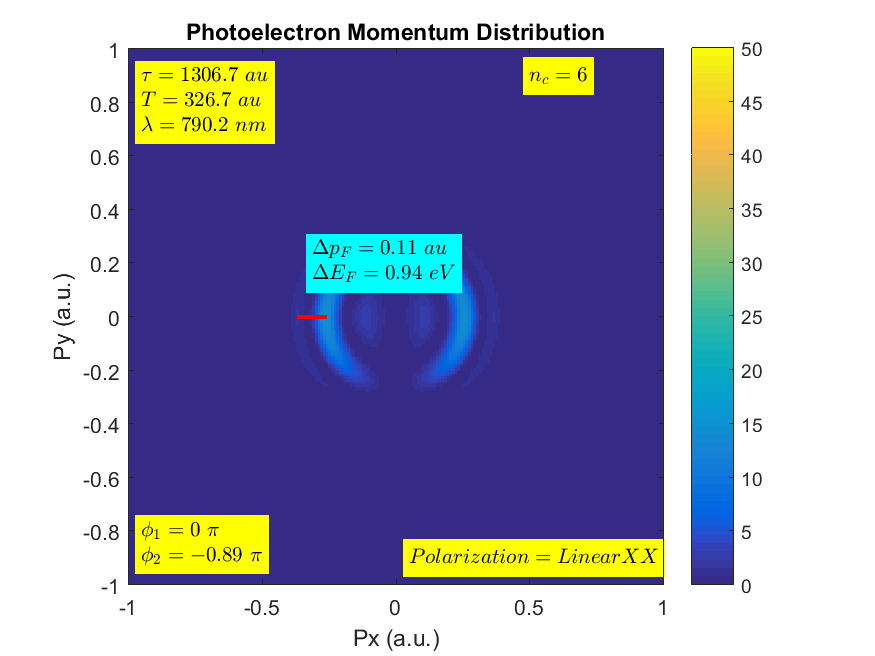 Photoelectron Momentum Distribution
τ = 1306.7 au
T = 326.7 au
λ = 790.2 nm
n_c = 6
Δp_F = 0.11 au
ΔE_F = 0.94 eV
ϕ_1 = 0 π
ϕ_2 = −0.89 π
Polarization = LinearXX
Py (a.u.)
1
0.8
0.6
0.4
0.2
0
-0.2
-0.4
-0.6
-0.8
-1
-1
-0.5
0
0.5
1
Px (a.u.)
50
45
40
35
30
25
20
15
10
5
0